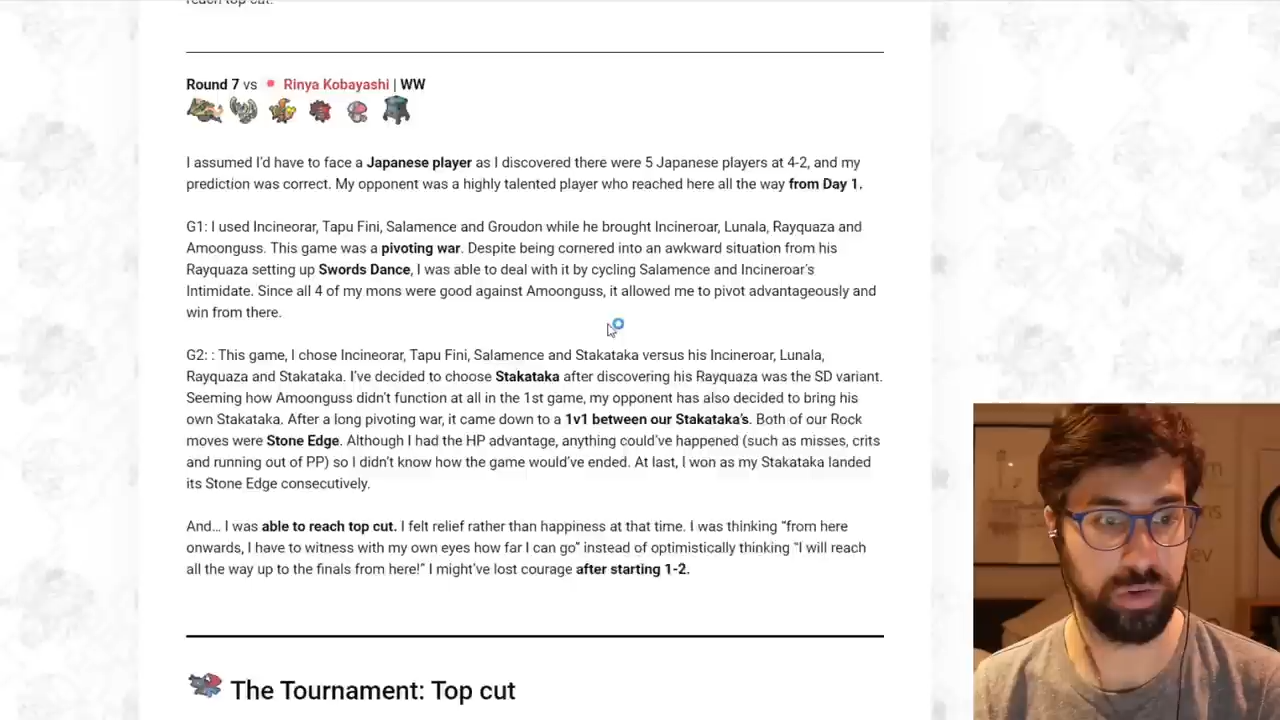 reach top cut.
Round 7 vs Rinya Kobayashi | WW
I assumed I'd have to face a Japanese player as I discovered there were 5 Japanese players at 4-2, and my
prediction was correct. My opponent was a highly talented player who reached here all the way from Day 1.
G1: I used Incineorar, Tapu Fini, Salamence and Groudon while he brought Incineroar, Lunala, Rayquaza and
Amoonguss. This game was a pivoting war. Despite being cornered into an awkward situation from his
Rayquaza setting up Swords Dance, I was able to deal with it by cycling Salamence and Incineroar's
Intimidate. Since all 4 of my mons were good against Amoonguss, it allowed me to pivot advantageously and
win from there.
G2: : This game, I chose Incineorar, Tapu Fini, Salamence and Stakataka versus his Incineroar, Lunala,
Rayquaza and Stakataka. I've decided to choose Stakataka after discovering his Rayquaza was the SD variant.
Seeming how Amoonguss didn't function at all in the 1st game, my opponent has also decided to bring his
own Stakataka. After a long pivoting war, it came down to a 1v1 between our Stakataka's. Both of our Rock
moves were Stone Edge. Although I had the HP advantage, anything could've happened (such as misses, crits
and running out of PP) so I didn't know how the game would've ended. At last, I won as my Stakataka landed
its Stone Edge consecutively.
And... I was able to reach top cut. I felt relief rather than happiness at that time. I was thinking "from here
onwards, I have to witness with my own eyes how far I can go" instead of optimistically thinking "I will reach
all the way up to the finals from here!" I might've lost courage after starting 1-2.
The Tournament: Top cut